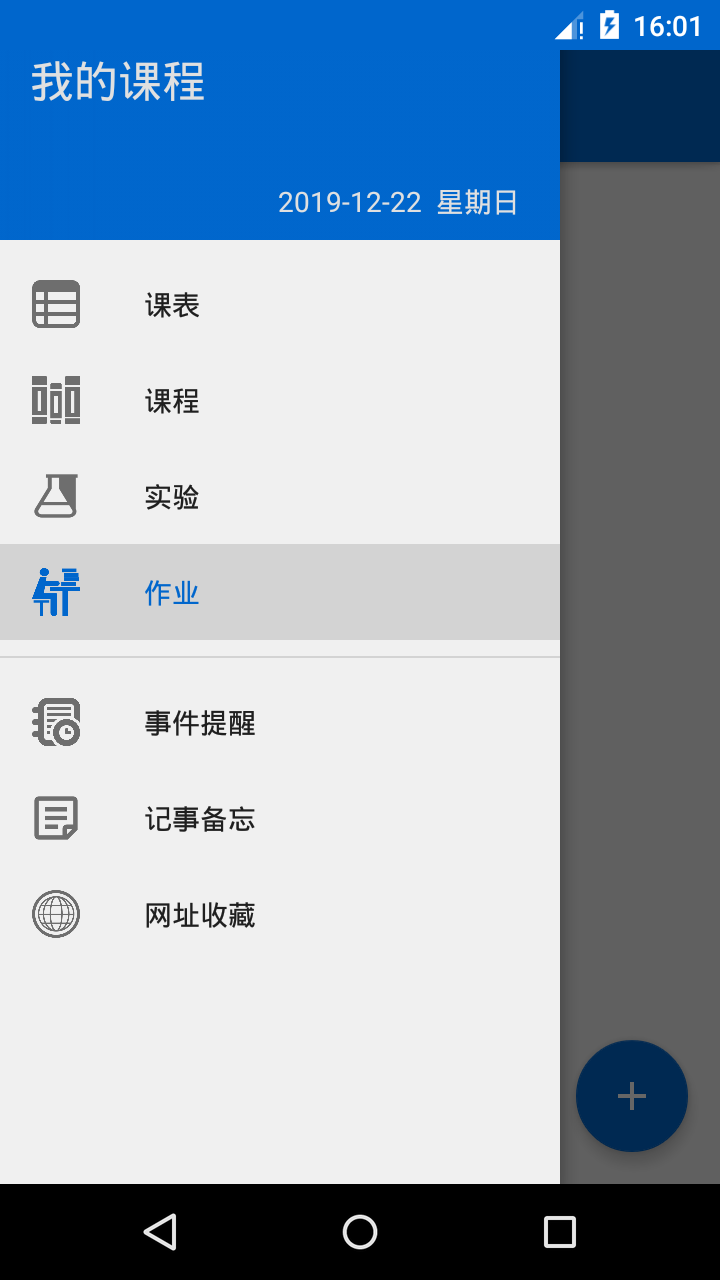 16:01
我的课程
2019-12-22 星期日
课表
课程
实验
作业
事件提醒
记事备忘
网址收藏